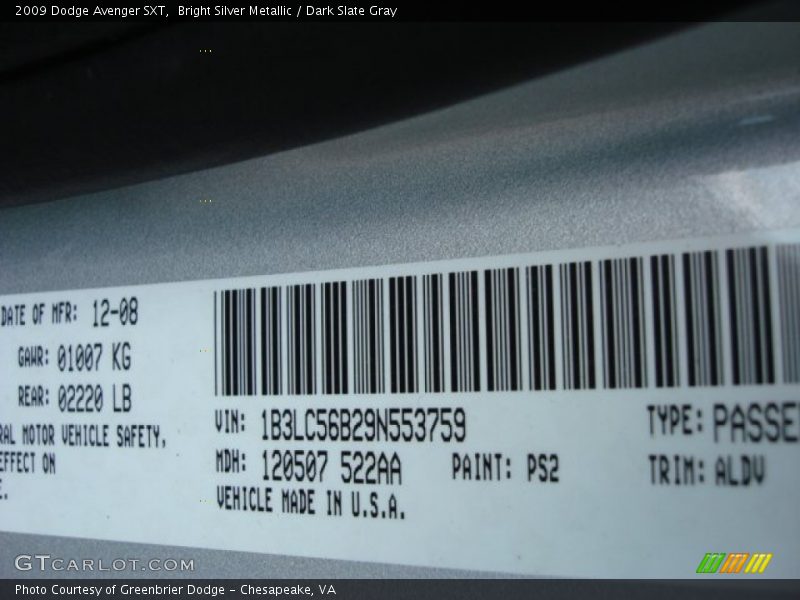 2009 Dodge Avenger SXT,  Bright Silver Metallic / Dark Slate Gray
DATE OF MFR: 12-08
GAWR: 01007 KG
REAR: 02220 LB
RAL MOTOR VEHICLE SAFETY,
EFFECT ON
E.
VIN: 1B3LC56B29N553759
TYPE: PASSE
MDH: 120507 522AA
PAINT: PS2
TRIM: ALDV
VEHICLE MADE IN U.S.A.
GTCARLOT.COM
Photo Courtesy of Greenbrier Dodge - Chesapeake, VA